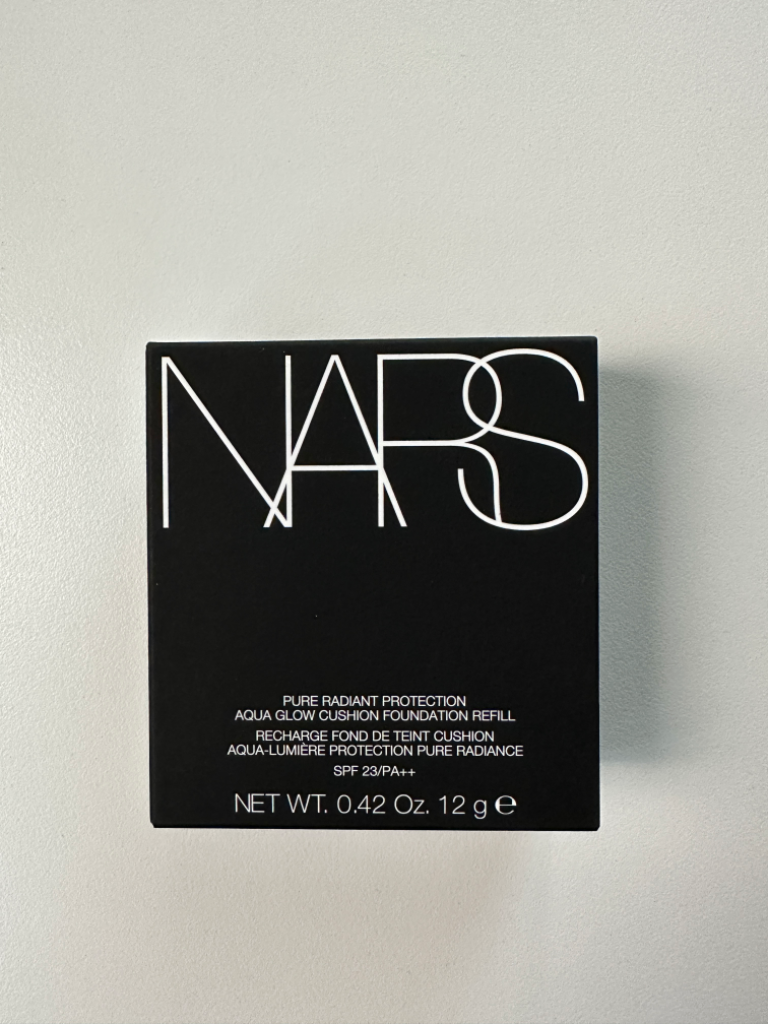 NARS
PURE RADIANT PROTECTION
AQUA GLOW CUSHION FOUNDATION REFILL
RECHARGE FOND DE TEINT CUSHION
AQUA-LUMIÈRE PROTECTION PURE RADIANCE
SPF 23/PA++
NET WT. 0.42 Oz. 12 g ℮